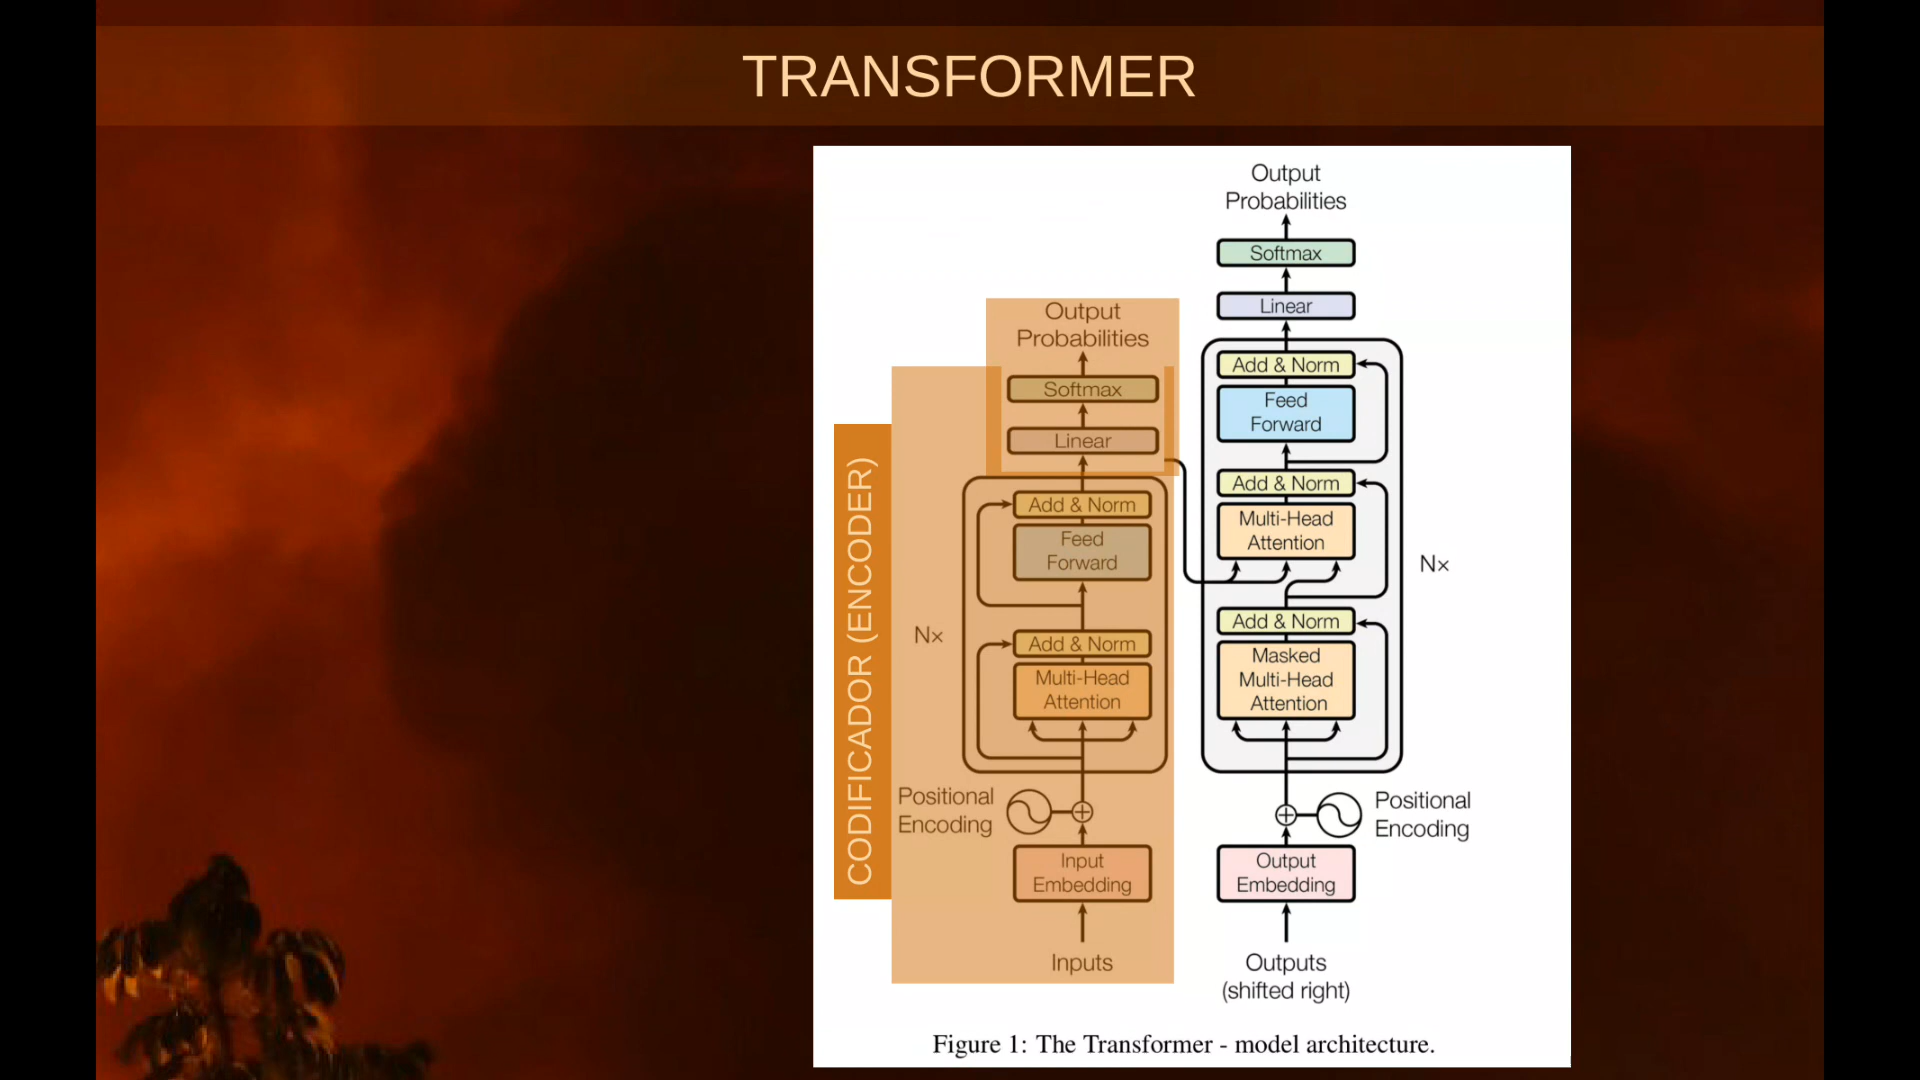 TRANSFORMER
CODIFICADOR (ENCODER)
Output
Probabilities
Softmax
Linear
Add & Norm
Feed
Forward
Nx
Add & Norm
Multi-Head
Attention
Positional
Encoding
Input
Embedding
Inputs
Output
Probabilities
Softmax
Linear
Add & Norm
Feed
Forward
Add & Norm
Multi-Head
Attention
Nx
Add & Norm
Masked
Multi-Head
Attention
Positional
Encoding
Output
Embedding
Outputs
(shifted right)
Figure 1: The Transformer - model architecture.